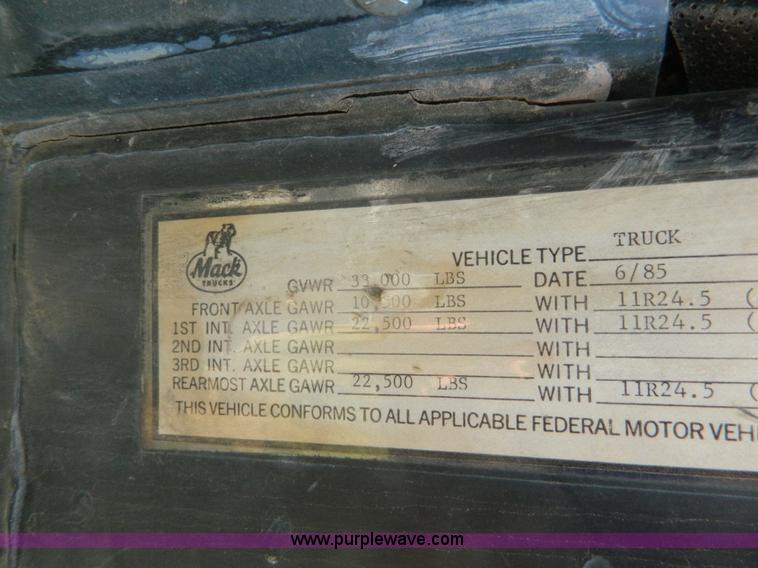 Mack
TRUCKS
VEHICLE TYPE TRUCK
GVWR 33,000 LBS DATE 6/85
FRONT AXLE GAWR 10,500 LBS WITH 11R24.5 (
1ST INT. AXLE GAWR 22,500 LBS WITH 11R24.5 (
2ND INT. AXLE GAWR WITH
3RD INT. AXLE GAWR WITH
REARMOST AXLE GAWR 22,500 LBS WITH 11R24.5 (
THIS VEHICLE CONFORMS TO ALL APPLICABLE FEDERAL MOTOR VEHI
www.purplewave.com